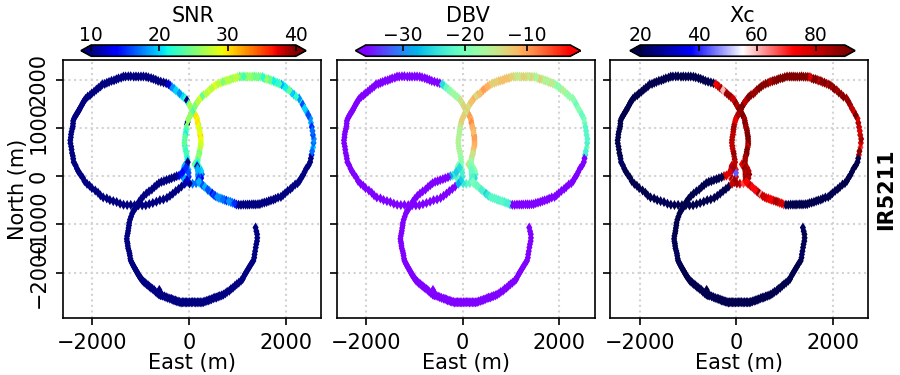 SNR DBV Xc
10 20 30 40 −30 −20 −10 20 40 60 80
North (m)
2000
1000
0
−1000
−2000
IR5211
−2000 0 2000 −2000 0 2000 −2000 0 2000
East (m) East (m) East (m)